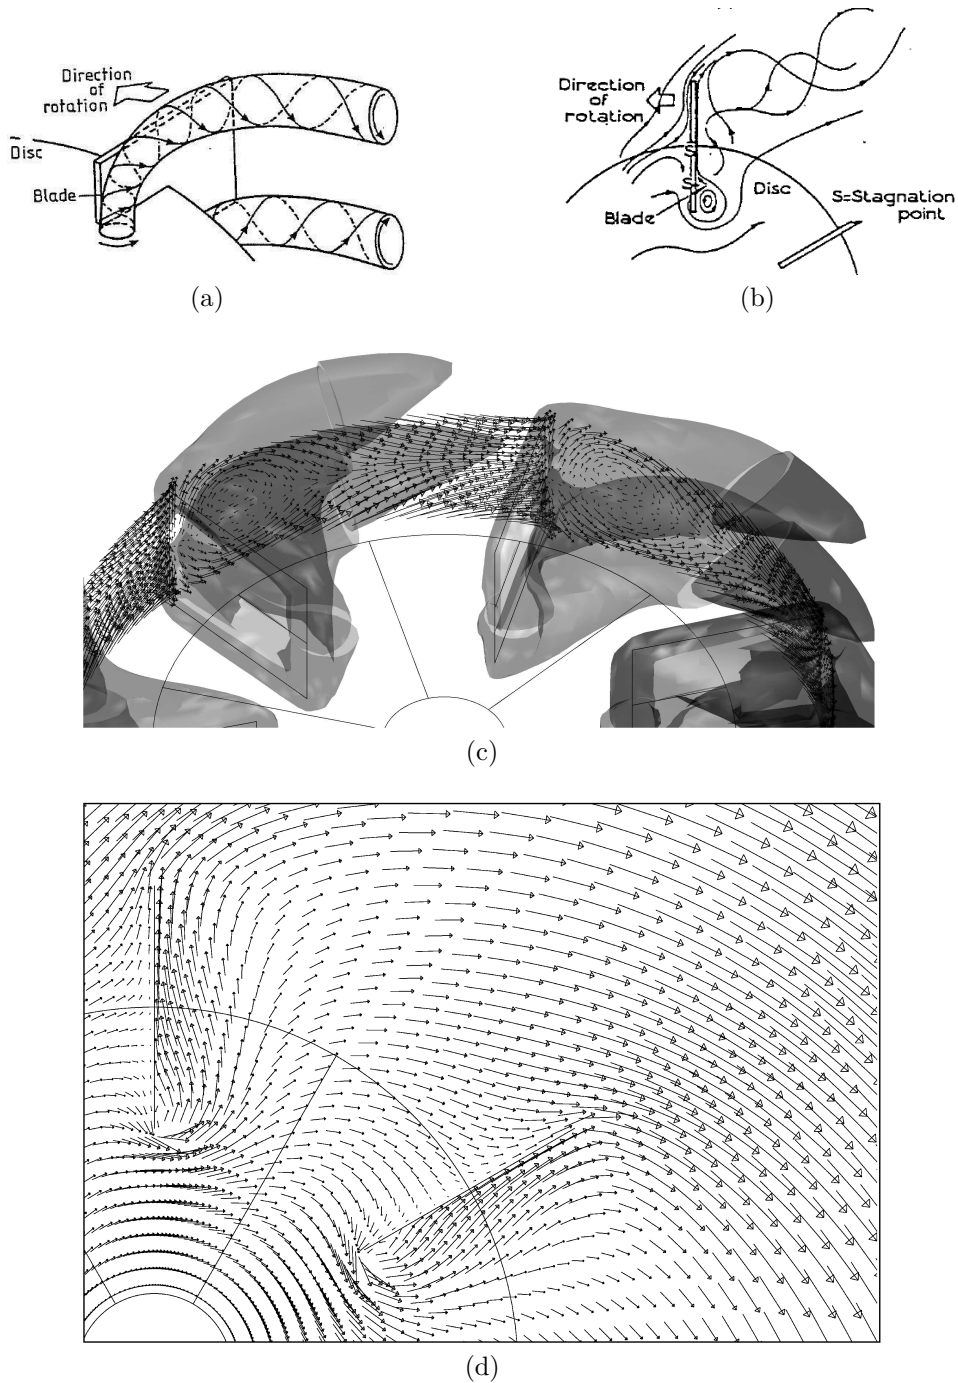 Direction
of
rotation
Disc
Blade
(a)
Direction
of
rotation
S
S
Disc
Blade
S=Stagnation
point
(b)
(c)
(d)